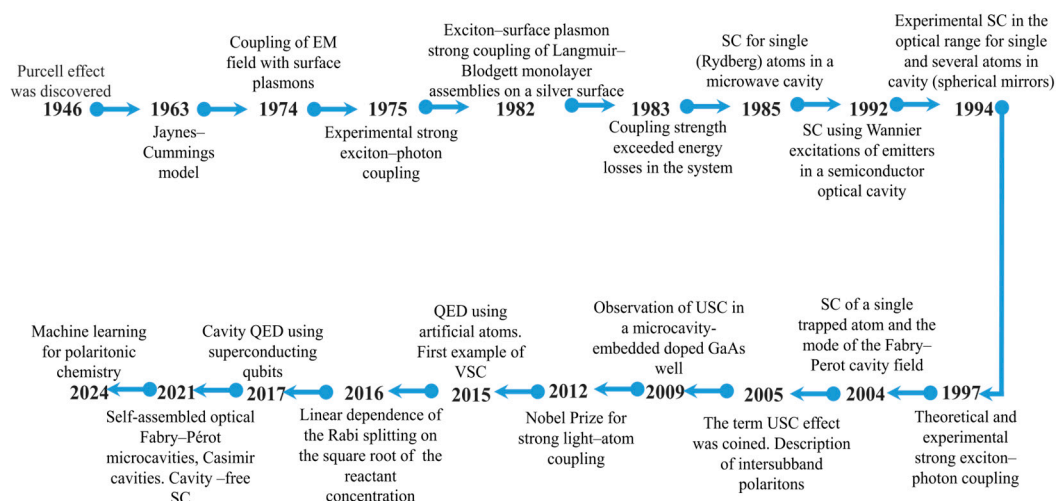 Purcell effect
was discovered
1946
1963
Jaynes–
Cummings
model
Coupling of EM
field with surface
plasmons
1974
1975
Experimental strong
exciton–photon
coupling
Exciton–surface plasmon
strong coupling of Langmuir–
Blodgett monolayer
assemblies on a silver surface
1982
1983
Coupling strength
exceeded energy
losses in the system
SC for single
(Rydberg) atoms in a
microwave cavity
1985
1992
SC using Wannier
excitations of emitters
in a semiconductor
optical cavity
Experimental SC in the
optical range for single
and several atoms in
cavity (spherical mirrors)
1994
1997
Theoretical and
experimental
strong exciton–
photon coupling
SC of a single
trapped atom and the
mode of the Fabry–
Perot cavity field
2004
2005
The term USC effect
was coined. Description
of intersubband
polaritons
Observation of USC in
a microcavity-
embedded doped GaAs
well
2009
2012
Nobel Prize for
strong light–atom
coupling
QED using
artificial atoms.
First example of
VSC
2015
2016
Linear dependence of
the Rabi splitting on
the square root of the
reactant
concentration
Cavity QED using
superconducting
qubits
2017
2021
Self-assembled optical
Fabry–Pérot
microcavities, Casimir
cavities. Cavity –free
SC
Machine learning
for polaritonic
chemistry
2024